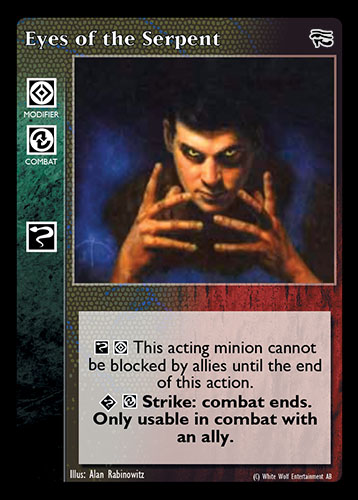 Eyes of the Serpent
MODIFIER
COMBAT
This acting minion cannot
be blocked by allies until the end
of this action.
Strike: combat ends.
Only usable in combat with
an ally.
Illus: Alan Rabinowitz
(C) White Wolf Entertainment AB